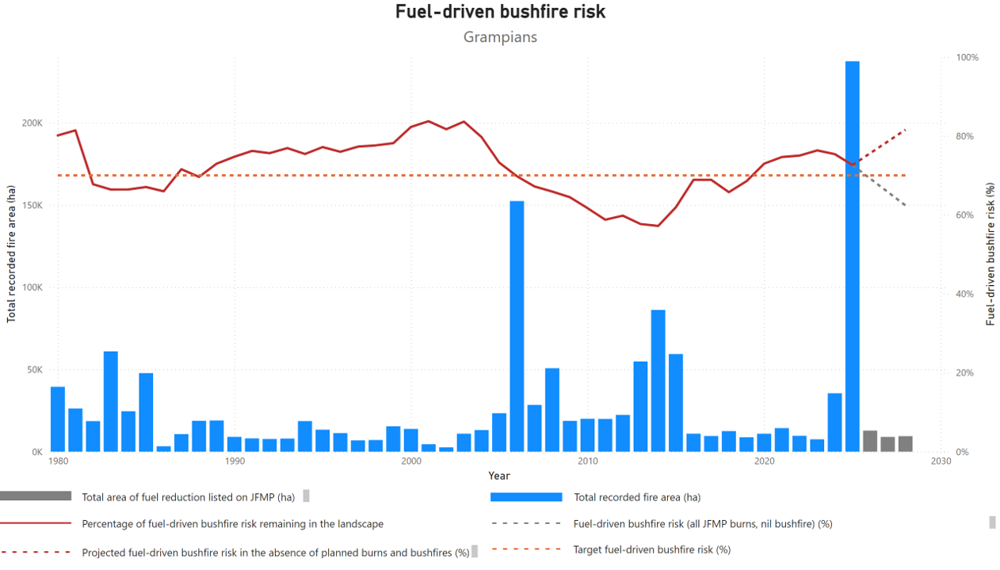 Fuel-driven bushfire risk
Grampians
100%
200K
80%
150K
60%
100K
40%
50K
20%
0K
0%
1980 1990 2000 2010 2020 2030
Total recorded fire area (ha)
Fuel-driven bushfire risk (%)
Year
Total area of fuel reduction listed on JFMP (ha)
Total recorded fire area (ha)
Percentage of fuel-driven bushfire risk remaining in the landscape
Fuel-driven bushfire risk (all JFMP burns, nil bushfire) (%)
Projected fuel-driven bushfire risk in the absence of planned burns and bushfires (%)
Target fuel-driven bushfire risk (%)